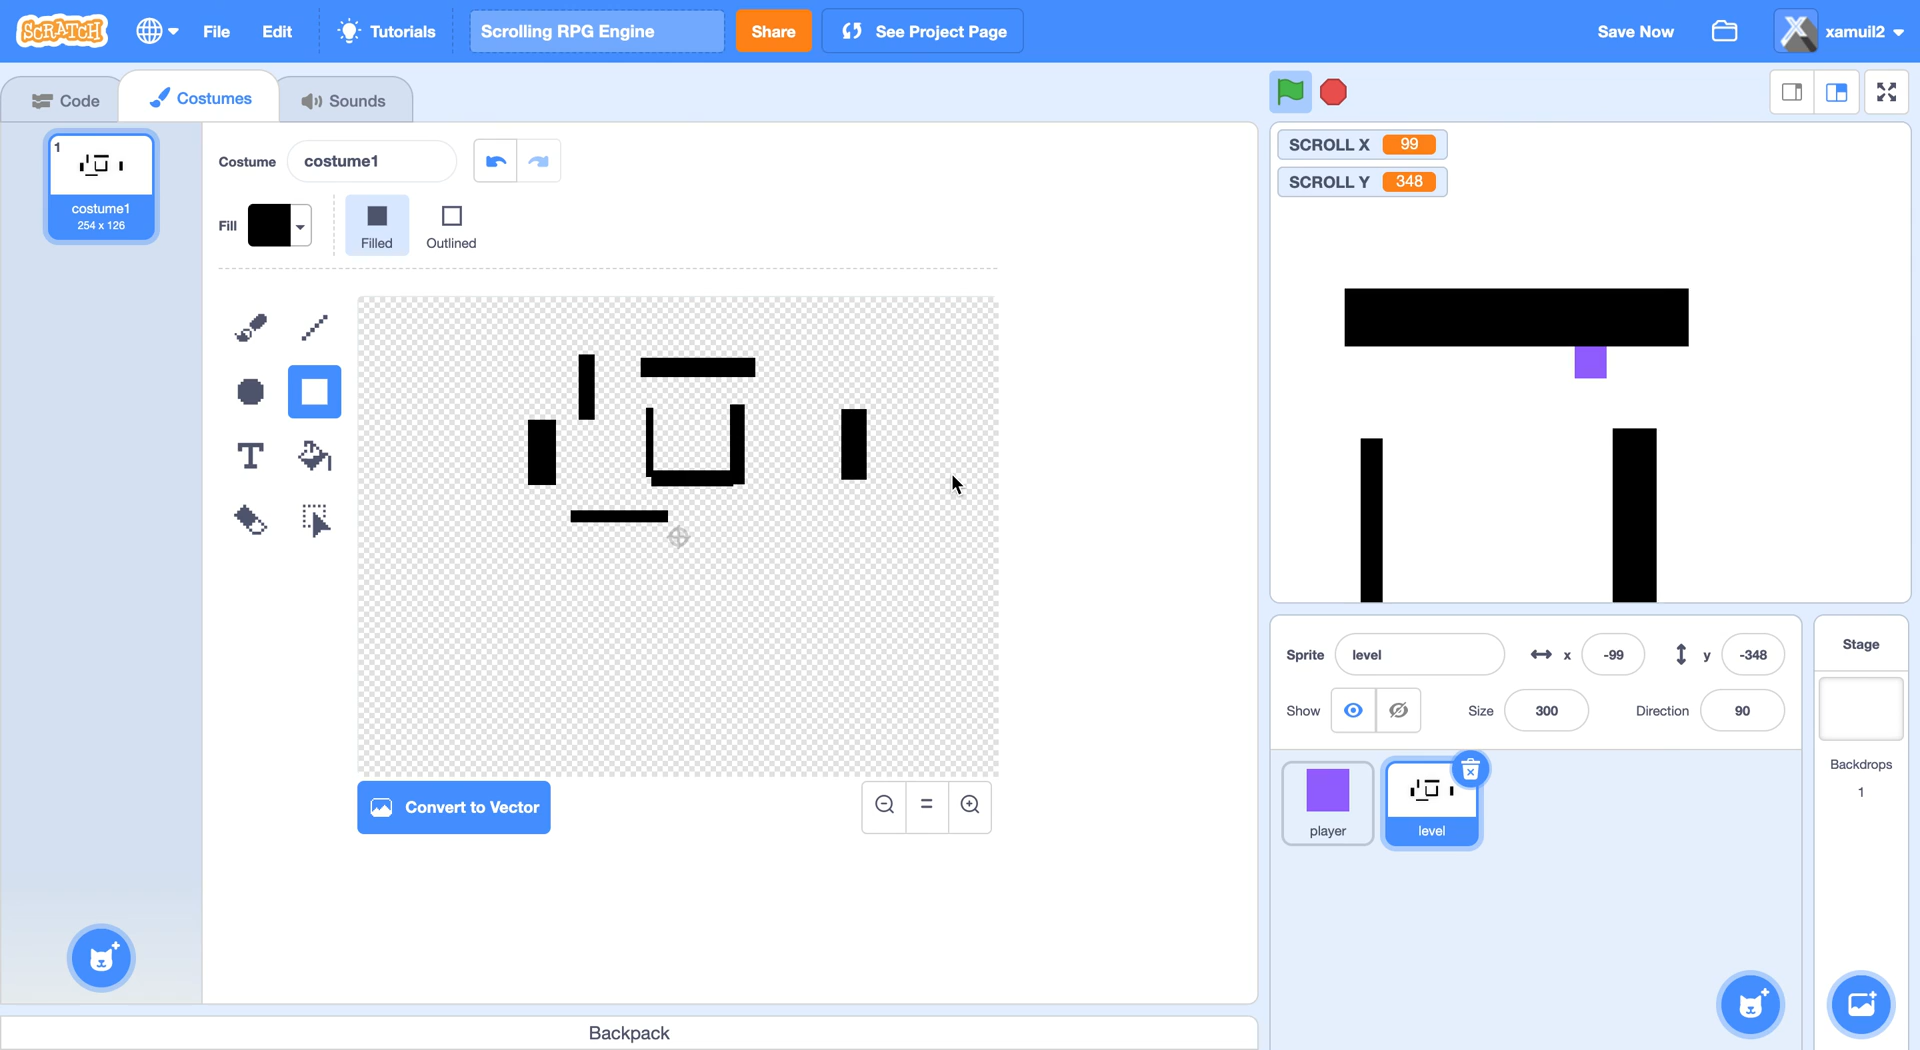 SCRATCH
File
Edit
Tutorials
Scrolling RPG Engine
Share
See Project Page
Save Now
xamuil2
Code
Costumes
Sounds
1
costume1
254 x 126
Costume
costume1
Fill
Filled
Outlined
T
Convert to Vector
Backpack
SCROLL X 99
SCROLL Y 348
Sprite
level
x
-99
y
-348
Show
Size
300
Direction
90
player
level
Stage
Backdrops
1